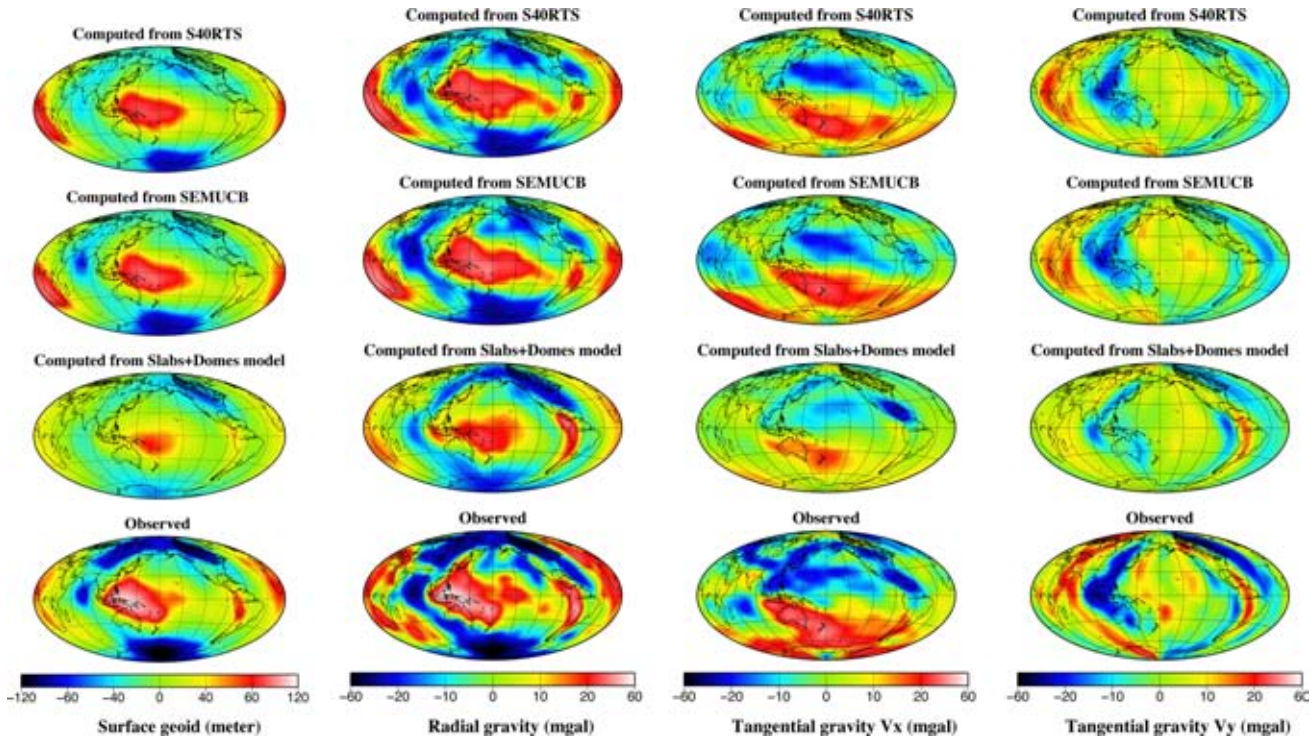 Computed from S40RTS
Computed from S40RTS
Computed from S40RTS
Computed from S40RTS
Computed from SEMUCB
Computed from SEMUCB
Computed from SEMUCB
Computed from SEMUCB
Computed from Slabs+Domes model
Computed from Slabs+Domes model
Computed from Slabs+Domes model
Computed from Slabs+Domes model
Observed
Observed
Observed
Observed
-120 -60 -40 0 40 60 120
Surface geoid (meter)
-60 -20 -10 0 10 20 60
Radial gravity (mgal)
-60 -20 -10 0 10 20 60
Tangential gravity Vx (mgal)
-60 -20 -10 0 10 20 60
Tangential gravity Vy (mgal)